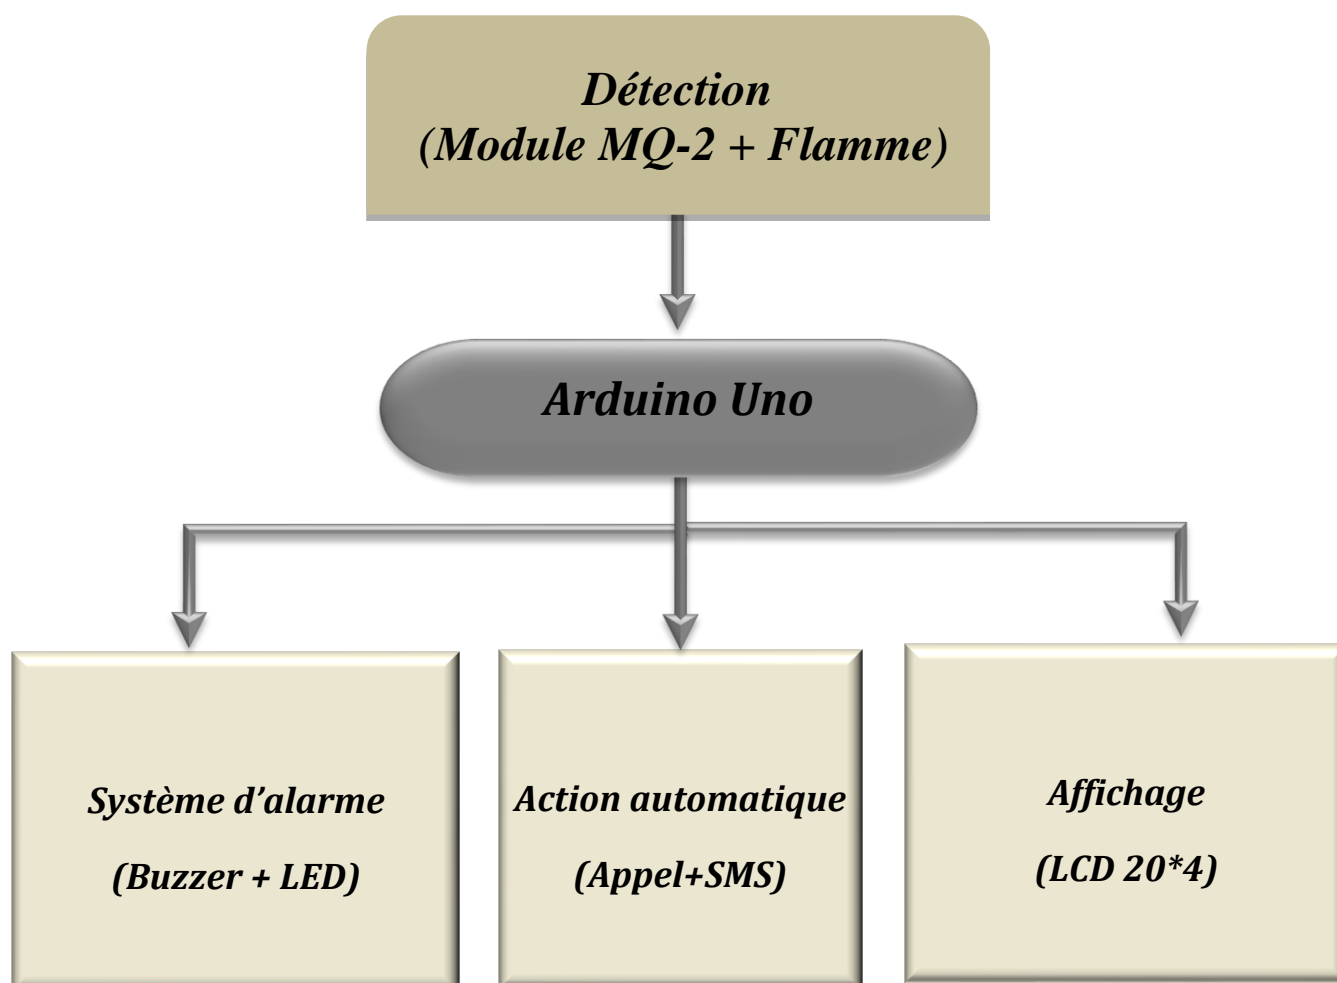 Détection
(Module MQ-2 + Flamme)
Arduino Uno
Système d’alarme
(Buzzer + LED)
Action automatique
(Appel+SMS)
Affichage
(LCD 20*4)